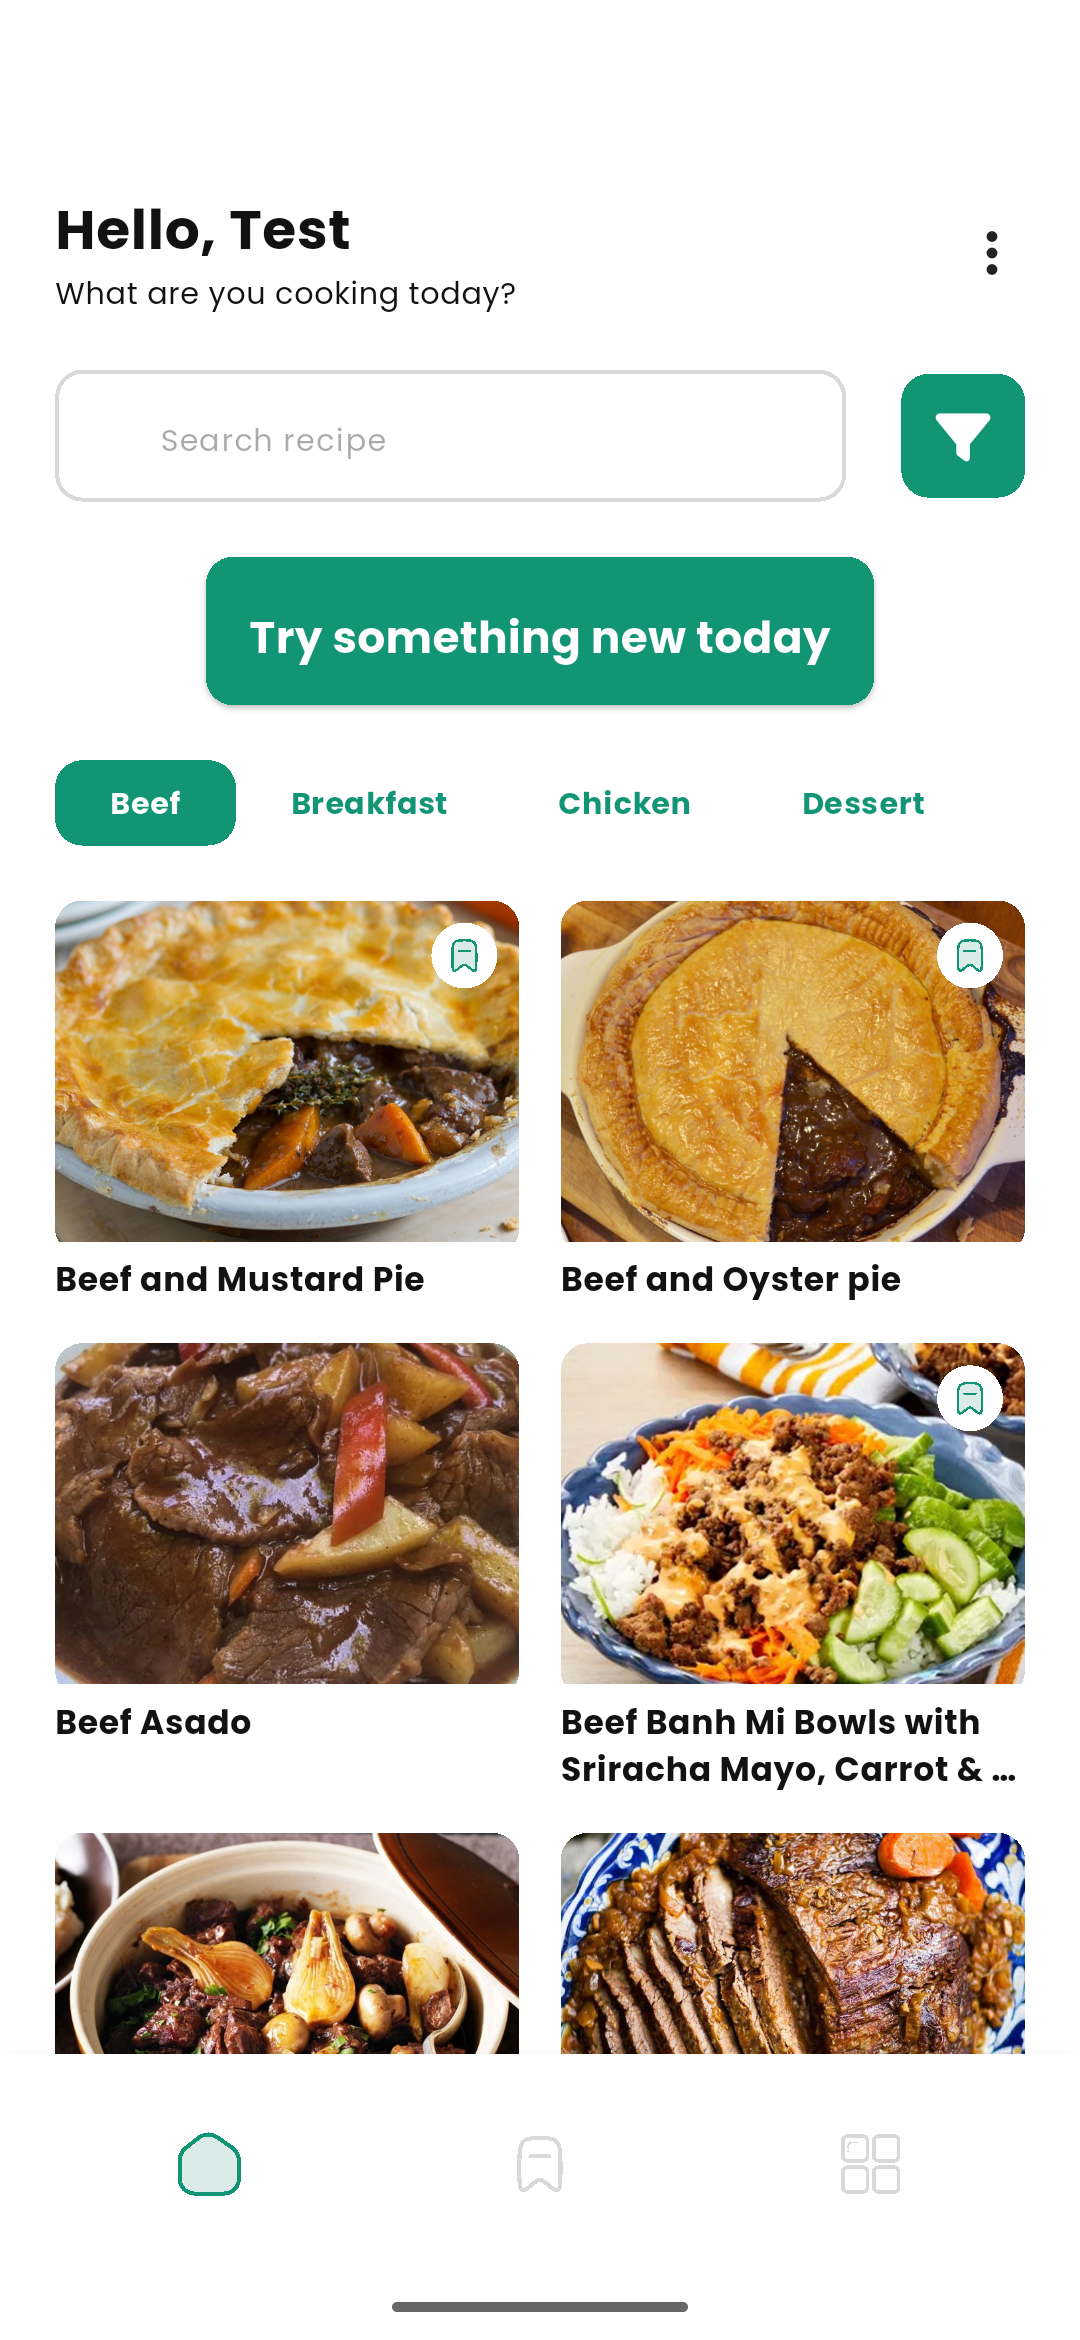 Hello, Test
What are you cooking today?
Search recipe
Try something new today
Beef
Breakfast
Chicken
Dessert
Beef and Mustard Pie
Beef and Oyster pie
Beef Asado
Beef Banh Mi Bowls with
Sriracha Mayo, Carrot & ...